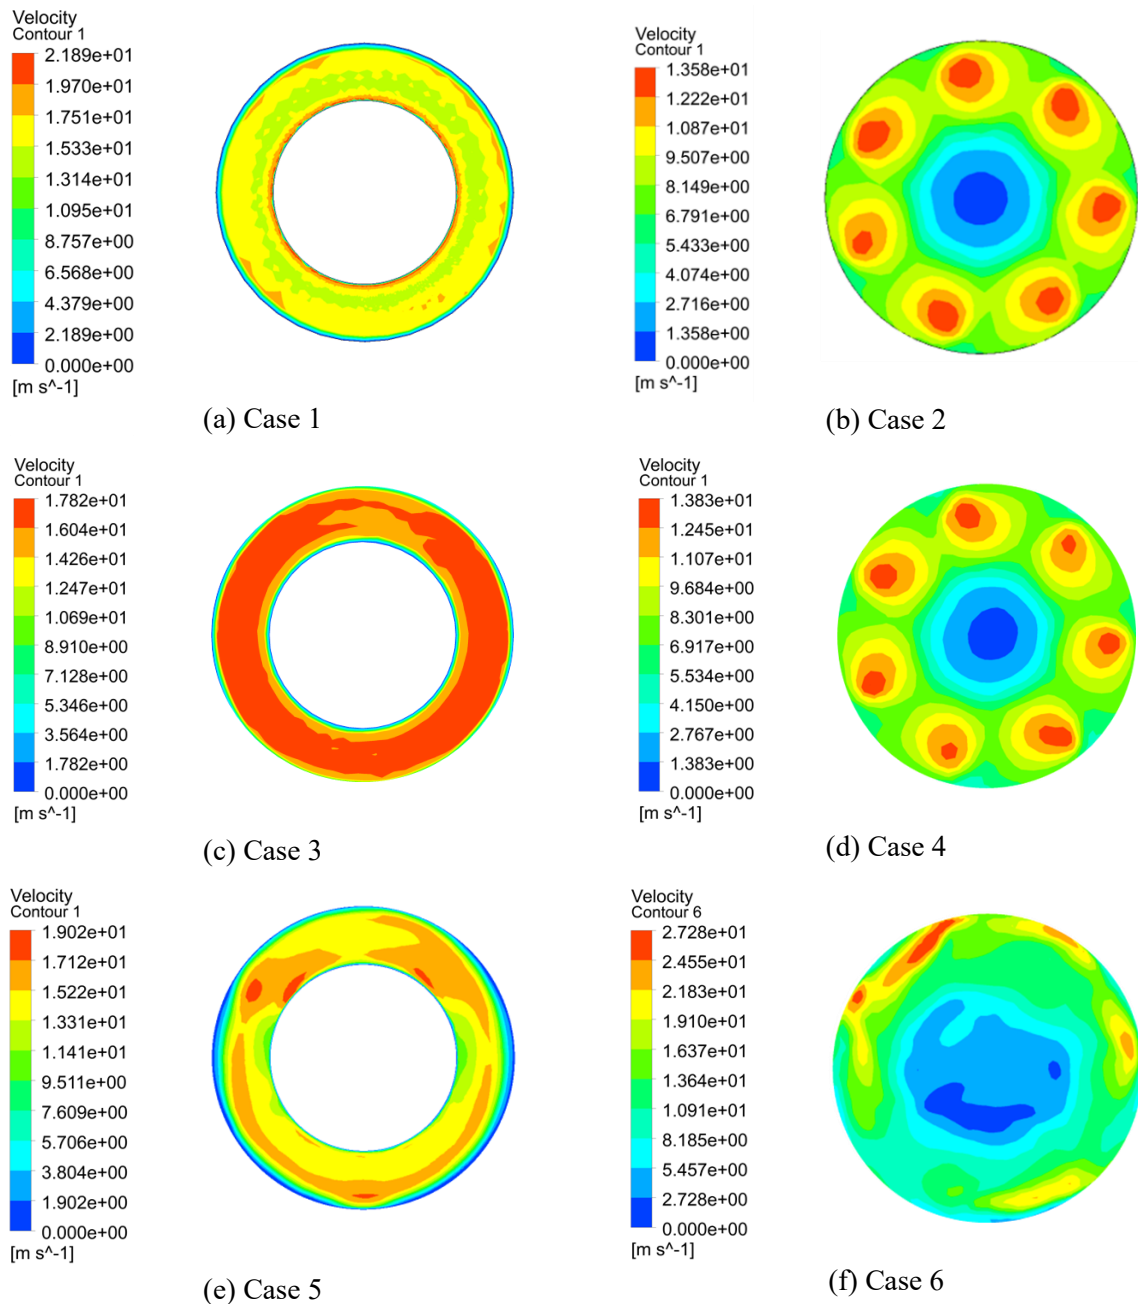 Velocity
Contour 1
2.189e+01
1.970e+01
1.751e+01
1.533e+01
1.314e+01
1.095e+01
8.757e+00
6.568e+00
4.379e+00
2.189e+00
0.000e+00
[m s^-1]
(a) Case 1
Velocity
Contour 1
1.358e+01
1.222e+01
1.087e+01
9.507e+00
8.149e+00
6.791e+00
5.433e+00
4.074e+00
2.716e+00
1.358e+00
0.000e+00
[m s^-1]
(b) Case 2
Velocity
Contour 1
1.782e+01
1.604e+01
1.426e+01
1.247e+01
1.069e+01
8.910e+00
7.128e+00
5.346e+00
3.564e+00
1.782e+00
0.000e+00
[m s^-1]
(c) Case 3
Velocity
Contour 1
1.383e+01
1.245e+01
1.107e+01
9.684e+00
8.301e+00
6.917e+00
5.534e+00
4.150e+00
2.767e+00
1.383e+00
0.000e+00
[m s^-1]
(d) Case 4
Velocity
Contour 1
1.902e+01
1.712e+01
1.522e+01
1.331e+01
1.141e+01
9.511e+00
7.609e+00
5.706e+00
3.804e+00
1.902e+00
0.000e+00
[m s^-1]
(e) Case 5
Velocity
Contour 6
2.728e+01
2.455e+01
2.183e+01
1.910e+01
1.637e+01
1.364e+01
1.091e+01
8.185e+00
5.457e+00
2.728e+00
0.000e+00
[m s^-1]
(f) Case 6